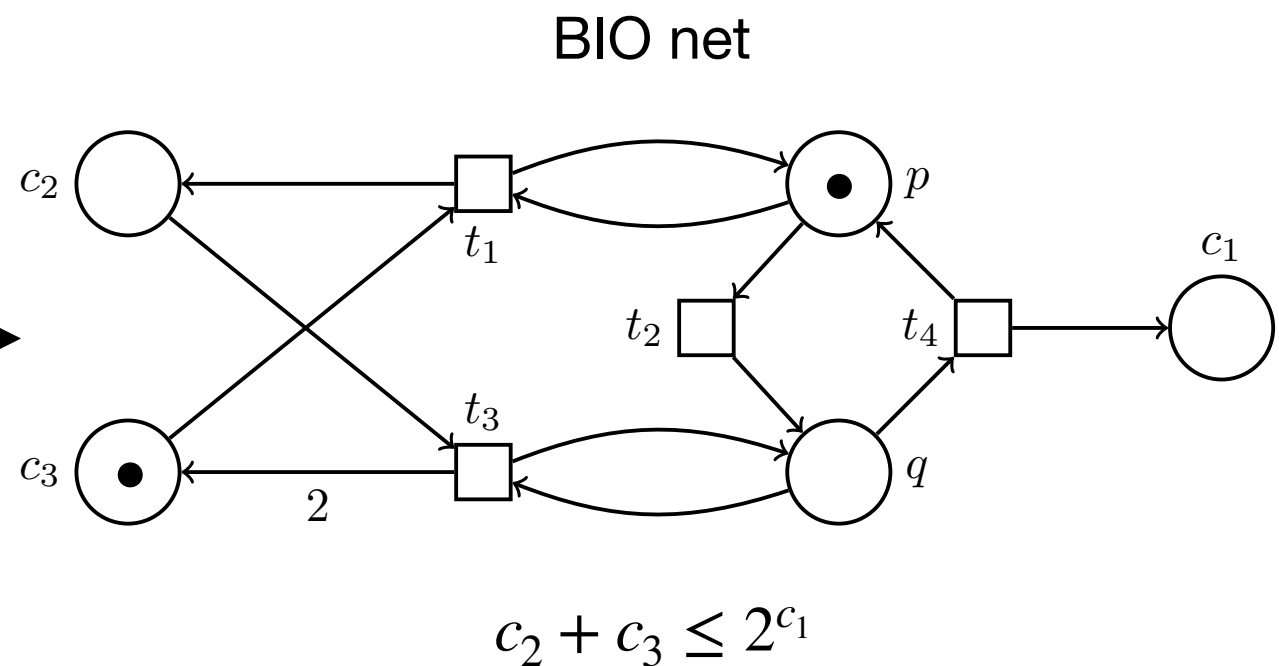 BIO net
c₂
t₁
p
c₁
t₂
t₄
t₃
c₃
2
q
c₂ + c₃ ≤ 2^{c₁}